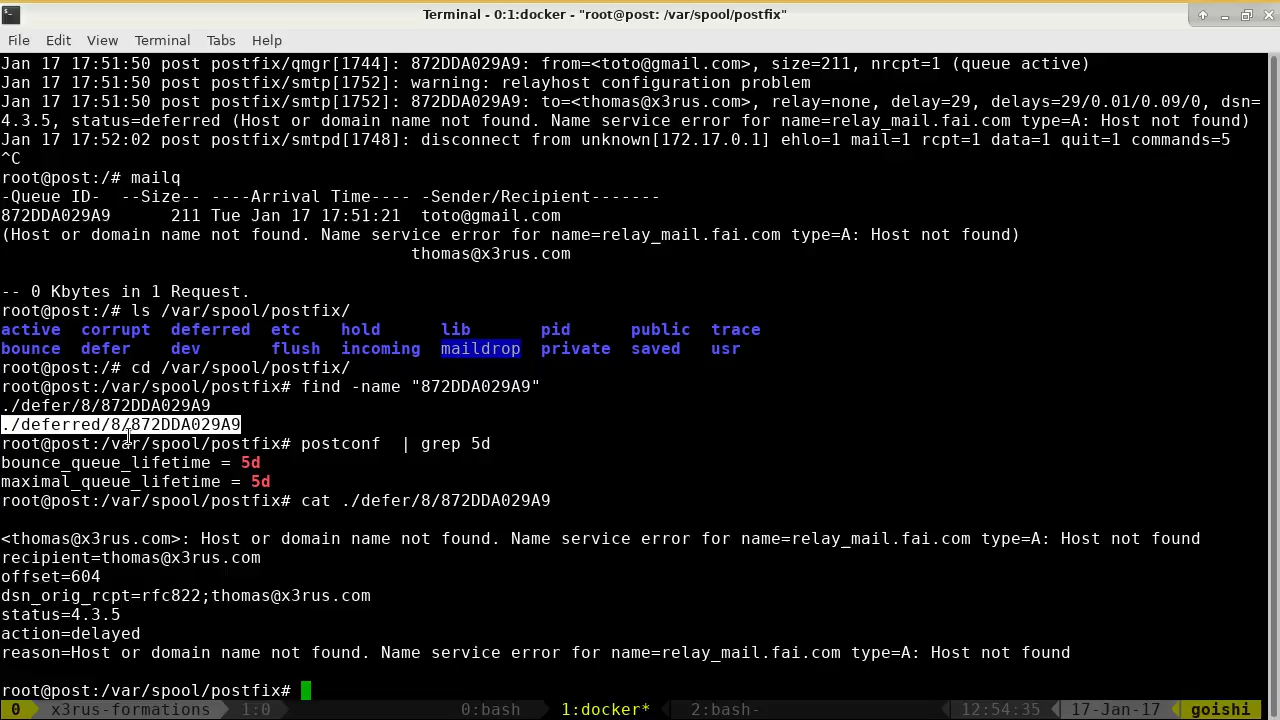 Terminal - 0:1:docker - "root@post: /var/spool/postfix"
File Edit View Terminal Tabs Help
Jan 17 17:51:50 post postfix/qmgr[1744]: 872DDA029A9: from=<toto@gmail.com>, size=211, nrcpt=1 (queue active)
Jan 17 17:51:50 post postfix/smtp[1752]: warning: relayhost configuration problem
Jan 17 17:51:50 post postfix/smtp[1752]: 872DDA029A9: to=<thomas@x3rus.com>, relay=none, delay=29, delays=29/0.01/0.09/0, dsn=
4.3.5, status=deferred (Host or domain name not found. Name service error for name=relay_mail.fai.com type=A: Host not found)
Jan 17 17:52:02 post postfix/smtpd[1748]: disconnect from unknown[172.17.0.1] ehlo=1 mail=1 rcpt=1 data=1 quit=1 commands=5
^C
root@post:/# mailq
-Queue ID-  --Size-- ----Arrival Time---- -Sender/Recipient-------
872DDA029A9      211 Tue Jan 17 17:51:21  toto@gmail.com
(Host or domain name not found. Name service error for name=relay_mail.fai.com type=A: Host not found)
thomas@x3rus.com
-- 0 Kbytes in 1 Request.
root@post:/# ls /var/spool/postfix/
active  corrupt  deferred  etc    hold      lib       pid      public  trace
bounce  defer    dev       flush  incoming  maildrop  private  saved   usr
root@post:/# cd /var/spool/postfix/
root@post:/var/spool/postfix# find -name "872DDA029A9"
./defer/8/872DDA029A9
./deferred/8/872DDA029A9
root@post:/var/spool/postfix# postconf  | grep 5d
bounce_queue_lifetime = 5d
maximal_queue_lifetime = 5d
root@post:/var/spool/postfix# cat ./defer/8/872DDA029A9
<thomas@x3rus.com>: Host or domain name not found. Name service error for name=relay_mail.fai.com type=A: Host not found
recipient=thomas@x3rus.com
offset=604
dsn_orig_rcpt=rfc822;thomas@x3rus.com
status=4.3.5
action=delayed
reason=Host or domain name not found. Name service error for name=relay_mail.fai.com type=A: Host not found
root@post:/var/spool/postfix#
0 x3rus-formations 1:0 0:bash 1:docker* 2:bash- 12:54:35 17-Jan-17 goishi